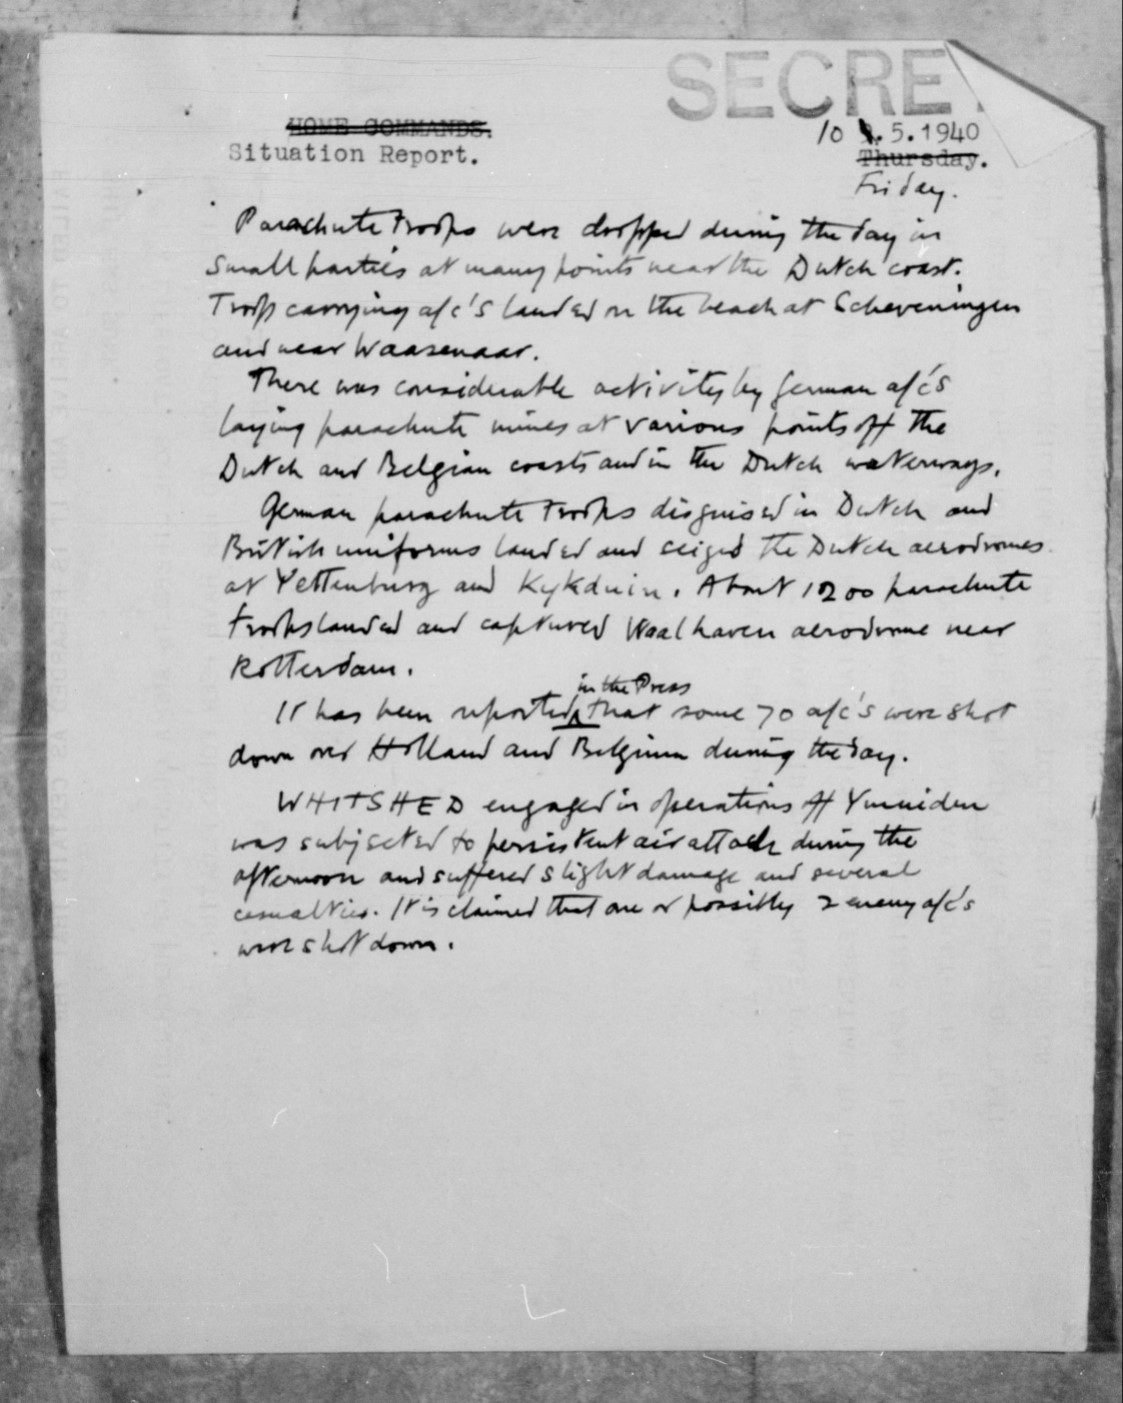 SECRE
HOME COMMANDS.
Situation Report.
10 9.5.1940
Thursday.
Friday.
Parachute troops were dropped during the day in
small parties at many points near the Dutch coast.
Troop carrying a/c's landed on the beach at Scheveningen
and near Waasenaar.
There was considerable activity by German a/c's
laying parachute mines at various points off the
Dutch and Belgian coasts and in the Dutch waterways.
German parachute troops disguised in Dutch and
British uniforms landed and seized the Dutch aerodromes
at Yettenburg and Kykduin. About 1200 parachute
troops landed and captured Waalhaven aerodrome near
Rotterdam.
in the Press
It has been reported that some 70 a/c's were shot
down over Holland and Belgium during the day.
WHITSHED engaged in operations off Ymuiden
was subjected to persistent air attack during the
afternoon and suffered slight damage and several
casualties. It is claimed that one or possibly 2 enemy a/c's
were shot down.